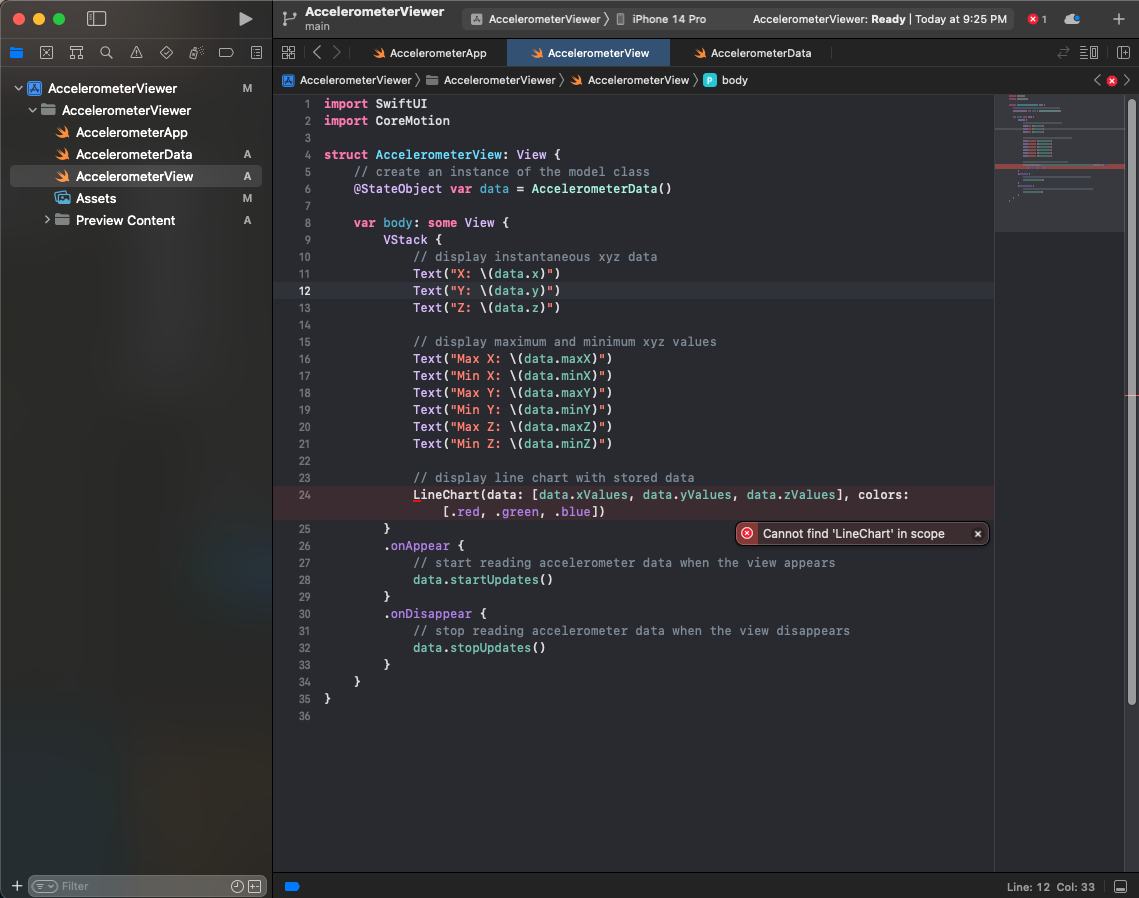 AccelerometerViewer
main
AccelerometerViewer
iPhone 14 Pro
AccelerometerViewer: Ready | Today at 9:25 PM
1
AccelerometerApp
AccelerometerView
AccelerometerData
AccelerometerViewer
AccelerometerViewer
AccelerometerView
P body
AccelerometerViewer M
AccelerometerViewer
AccelerometerApp
AccelerometerData A
AccelerometerView A
Assets M
Preview Content A
1 import SwiftUI
2 import CoreMotion
3
4 struct AccelerometerView: View {
5 // create an instance of the model class
6 @StateObject var data = AccelerometerData()
7
8 var body: some View {
9 VStack {
10 // display instantaneous xyz data
11 Text("X: \(data.x)")
12 Text("Y: \(data.y)")
13 Text("Z: \(data.z)")
14
15 // display maximum and minimum xyz values
16 Text("Max X: \(data.maxX)")
17 Text("Min X: \(data.minX)")
18 Text("Max Y: \(data.maxY)")
19 Text("Min Y: \(data.minY)")
20 Text("Max Z: \(data.maxZ)")
21 Text("Min Z: \(data.minZ)")
22
23 // display line chart with stored data
24 LineChart(data: [data.xValues, data.yValues, data.zValues], colors:
[.red, .green, .blue])
25 }
Cannot find 'LineChart' in scope
26 .onAppear {
27 // start reading accelerometer data when the view appears
28 data.startUpdates()
29 }
30 .onDisappear {
31 // stop reading accelerometer data when the view disappears
32 data.stopUpdates()
33 }
34 }
35 }
36
Filter
Line: 12 Col: 33